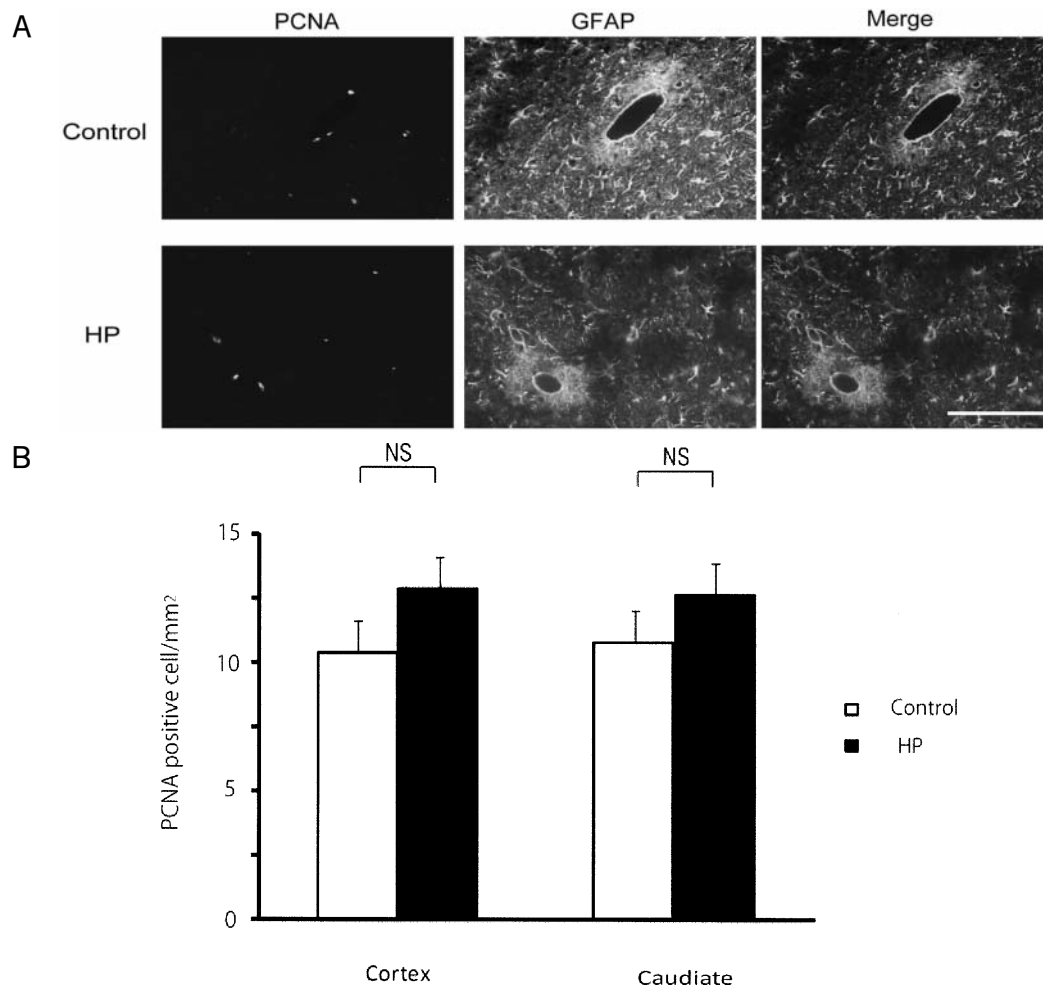 A
PCNA GFAP Merge
Control
HP
B
NS NS
15
10
5
0
PCNA positive cell/mm2
Control
HP
Cortex Caudiate